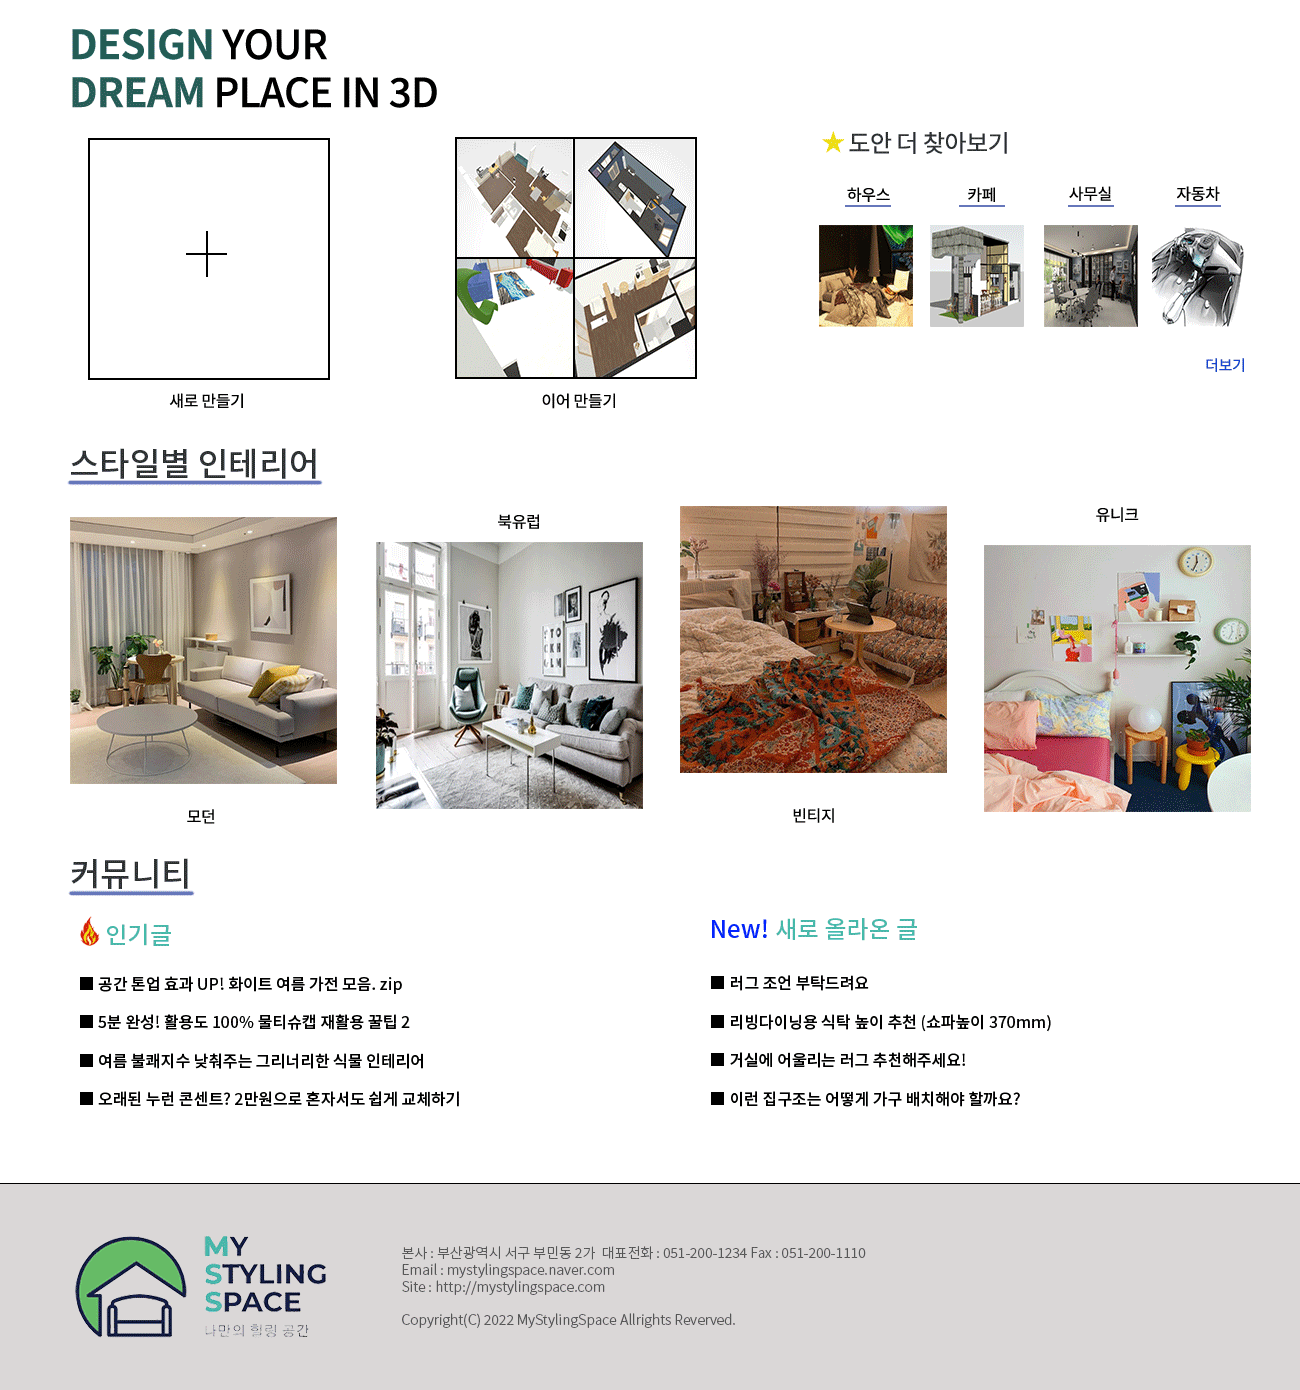 DESIGN YOUR
DREAM PLACE IN 3D
새로 만들기
이어 만들기
★ 도안 더 찾아보기
하우스
카페
사무실
자동차
더보기
스타일별 인테리어
모던
북유럽
빈티지
유니크
커뮤니티
인기글
■ 공간 톤업 효과 UP! 화이트 여름 가전 모음. zip
■ 5분 완성! 활용도 100% 물티슈캡 재활용 꿀팁 2
■ 여름 불쾌지수 낮춰주는 그리너리한 식물 인테리어
■ 오래된 누런 콘센트? 2만원으로 혼자서도 쉽게 교체하기
New! 새로 올라온 글
■ 러그 조언 부탁드려요
■ 리빙다이닝용 식탁 높이 추천 (쇼파높이 370mm)
■ 거실에 어울리는 러그 추천해주세요!
■ 이런 집구조는 어떻게 가구 배치해야 할까요?
MY
STYLING
SPACE
나만의 힐링 공간
본사 : 부산광역시 서구 부민동 2가 대표전화 : 051-200-1234 Fax : 051-200-1110
Email : mystylingspace.naver.com
Site : http://mystylingspace.com
Copyright(C) 2022 MyStylingSpace Allrights Reverved.